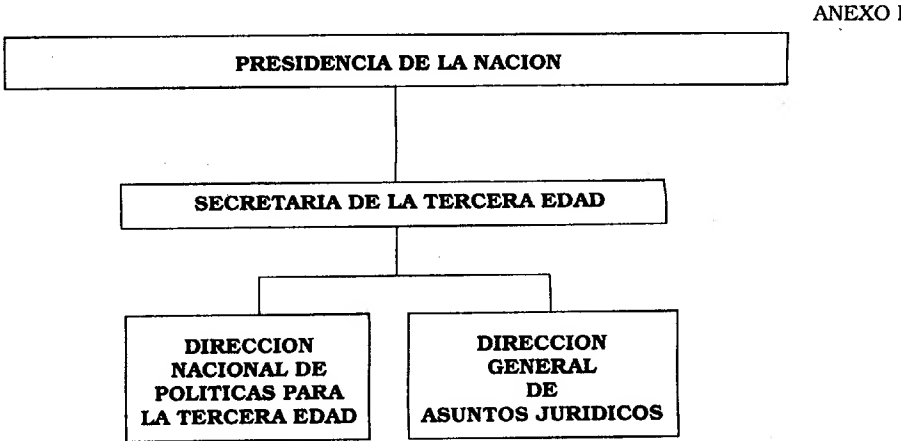 ANEXO I
PRESIDENCIA DE LA NACION
SECRETARIA DE LA TERCERA EDAD
DIRECCION
NACIONAL DE
POLITICAS PARA
LA TERCERA EDAD
DIRECCION
GENERAL
DE
ASUNTOS JURIDICOS